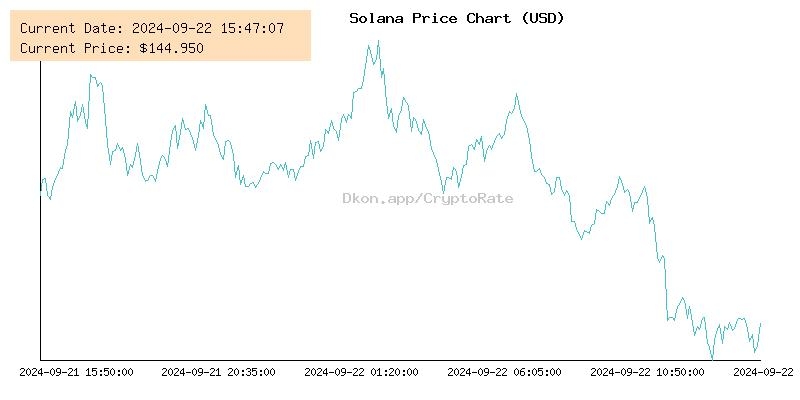 Solana Price Chart (USD)
Current Date: 2024-09-22 15:47:07
Current Price: $144.950
Dkon.app/CryptoRate
2024-09-21 15:50:00
2024-09-21 20:35:00
2024-09-22 01:20:00
2024-09-22 06:05:00
2024-09-22 10:50:00
2024-09-22